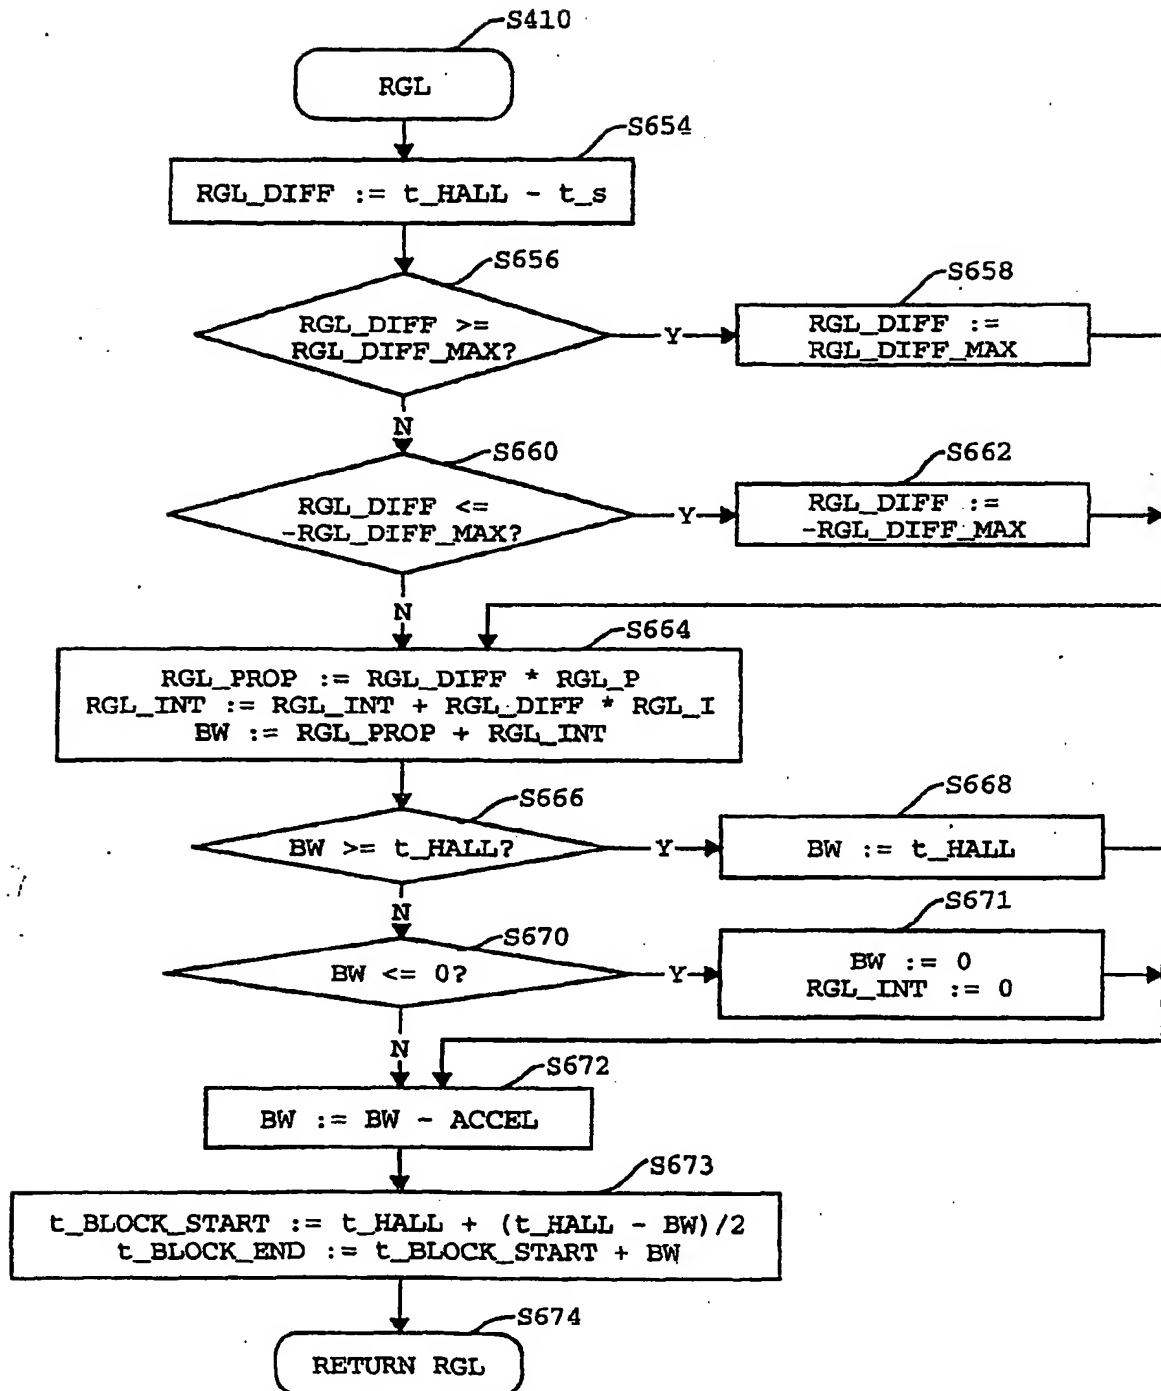 S410
RGL
S654
RGL_DIFF := t_HALL - t_s
S656
RGL_DIFF >=
RGL_DIFF_MAX?
Y
S658
RGL_DIFF :=
RGL_DIFF_MAX
N
S660
RGL_DIFF <=
-RGL_DIFF_MAX?
Y
S662
RGL_DIFF :=
-RGL_DIFF_MAX
N
S664
RGL_PROP := RGL_DIFF * RGL_P
RGL_INT := RGL_INT + RGL_DIFF * RGL_I
BW := RGL_PROP + RGL_INT
S666
BW >= t_HALL?
Y
S668
BW := t_HALL
N
S670
BW <= 0?
Y
S671
BW := 0
RGL_INT := 0
N
S672
BW := BW - ACCEL
S673
t_BLOCK_START := t_HALL + (t_HALL - BW)/2
t_BLOCK_END := t_BLOCK_START + BW
S674
RETURN RGL